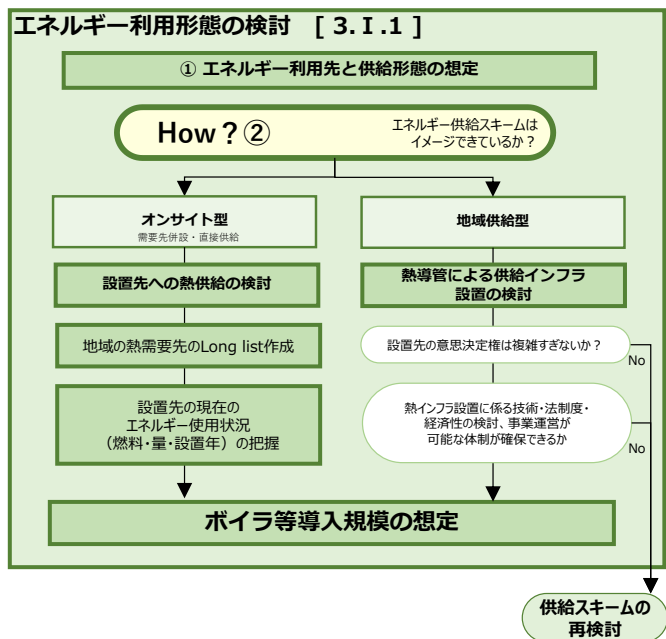 エネルギー利用形態の検討 [ 3.Ⅰ.1 ]
① エネルギー利用先と供給形態の想定
How?②
エネルギー供給スキームは
イメージできているか?
オンサイト型
需要先併設・直接供給
地域供給型
設置先への熱供給の検討
熱導管による供給インフラ
設置の検討
地域の熱需要先のLong list作成
設置先の意思決定権は複雑すぎないか?
No
設置先の現在の
エネルギー使用状況
(燃料・量・設置年)の把握
熱インフラ設置に係る技術・法制度・
経済性の検討、事業運営が
可能な体制が確保できるか
No
ボイラ等導入規模の想定
供給スキームの
再検討